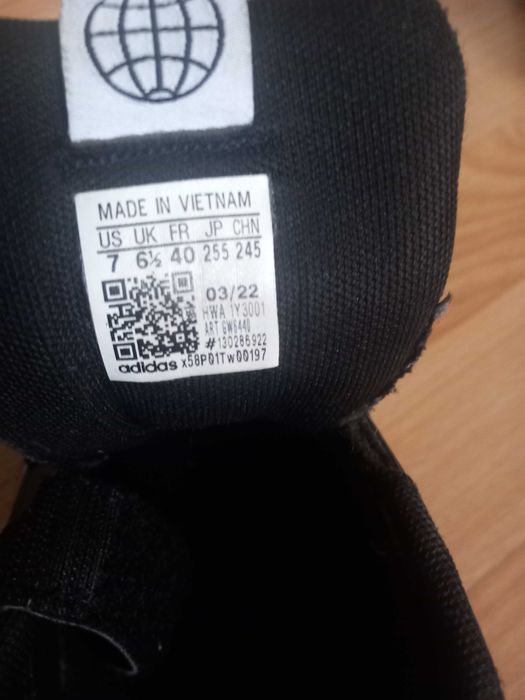 MADE IN VIETNAM
US UK FR JP CHN
7 6½ 40 255 245
03/22
HWA 1Y3001
ART GW6440
#130286922
adidas x58P01Tw00197